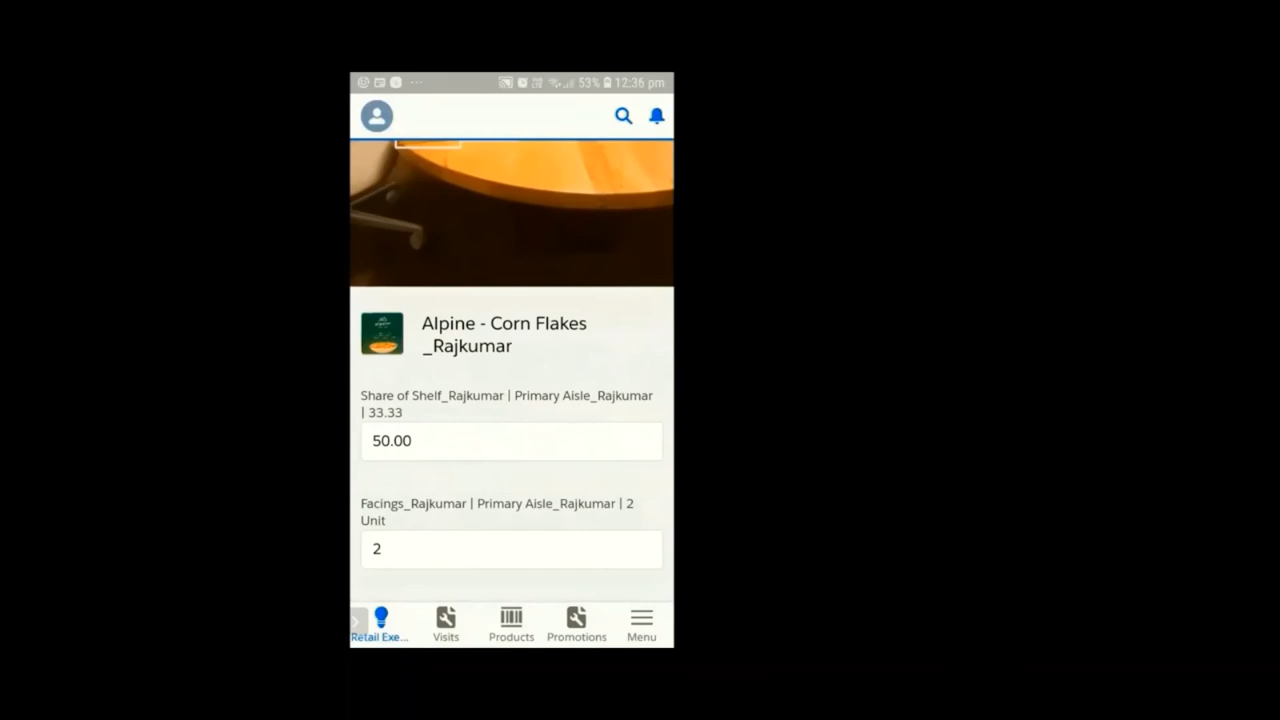 53% 12:36 pm
Alpine - Corn Flakes
_Rajkumar
Share of Shelf_Rajkumar | Primary Aisle_Rajkumar
| 33.33
50.00
Facings_Rajkumar | Primary Aisle_Rajkumar | 2
Unit
2
Retail Exe... Visits Products Promotions Menu